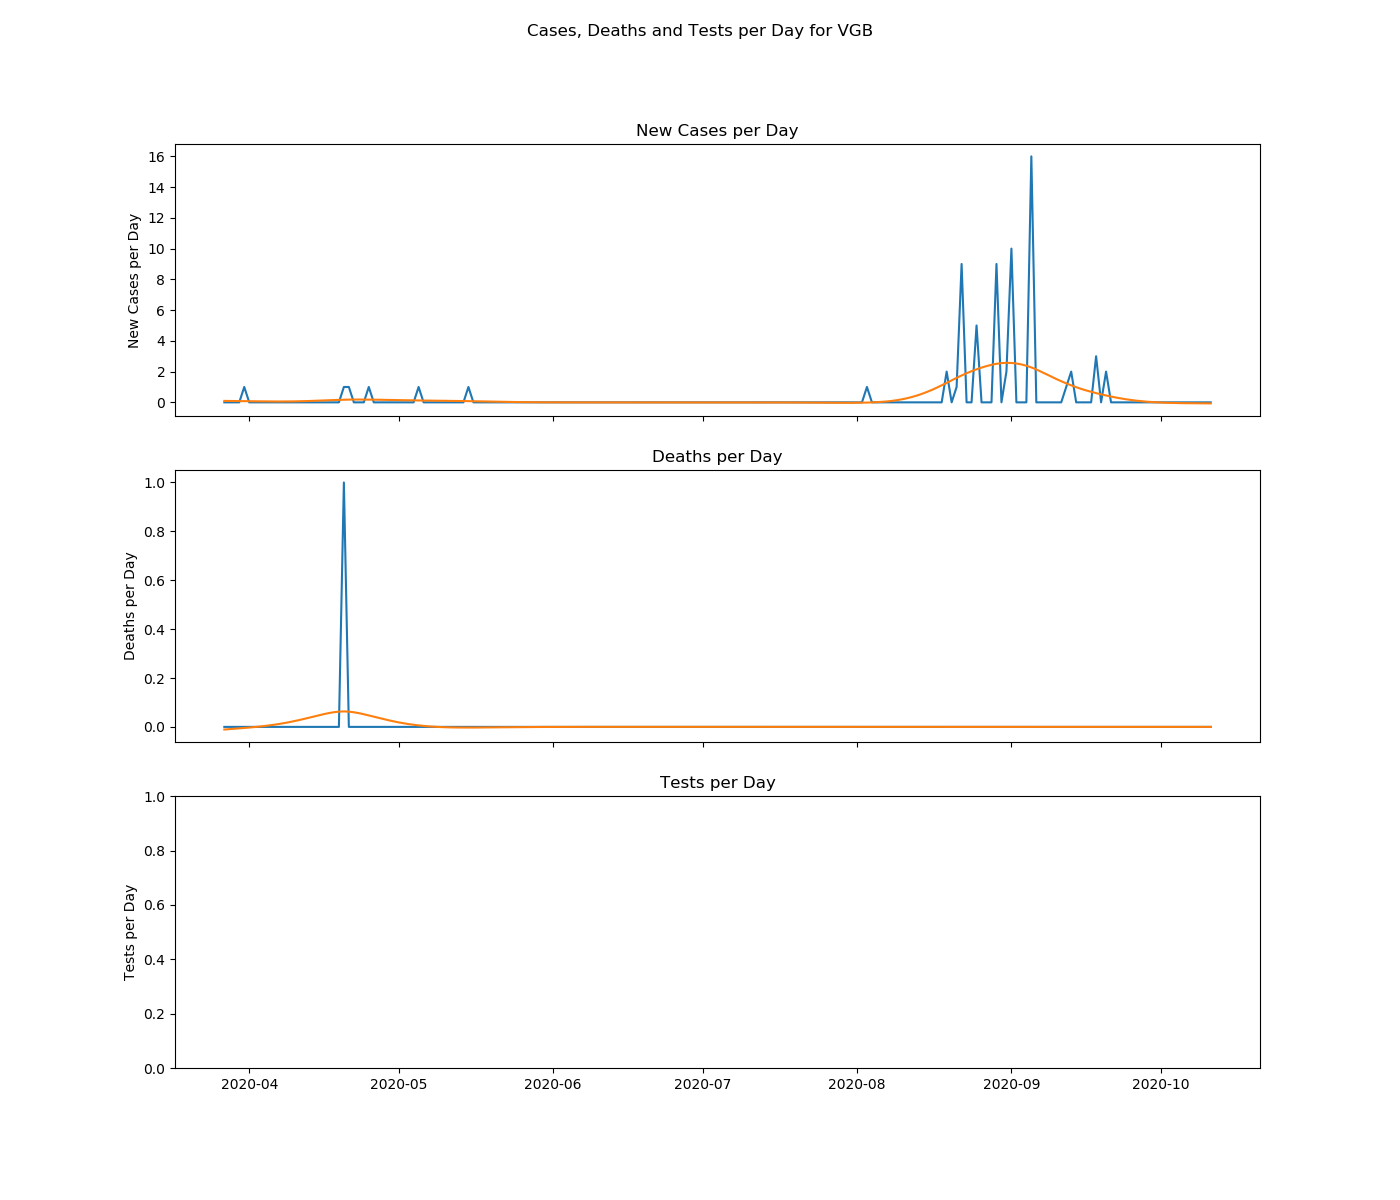 Cases, Deaths and Tests per Day for VGB
New Cases per Day
New Cases per Day
16
14
12
10
8
6
4
2
0
Deaths per Day
Deaths per Day
1.0
0.8
0.6
0.4
0.2
0.0
Tests per Day
Tests per Day
1.0
0.8
0.6
0.4
0.2
0.0
2020-04 2020-05 2020-06 2020-07 2020-08 2020-09 2020-10